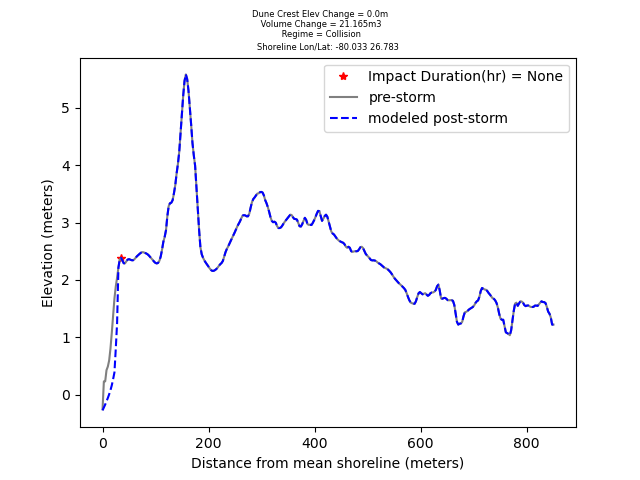 Dune Crest Elev Change = 0.0m
Volume Change = 21.165m3
Regime = Collision
Shoreline Lon/Lat: -80.033 26.783
Impact Duration(hr) = None
pre-storm
modeled post-storm
5
4
3
2
1
0
Elevation (meters)
0 200 400 600 800
Distance from mean shoreline (meters)